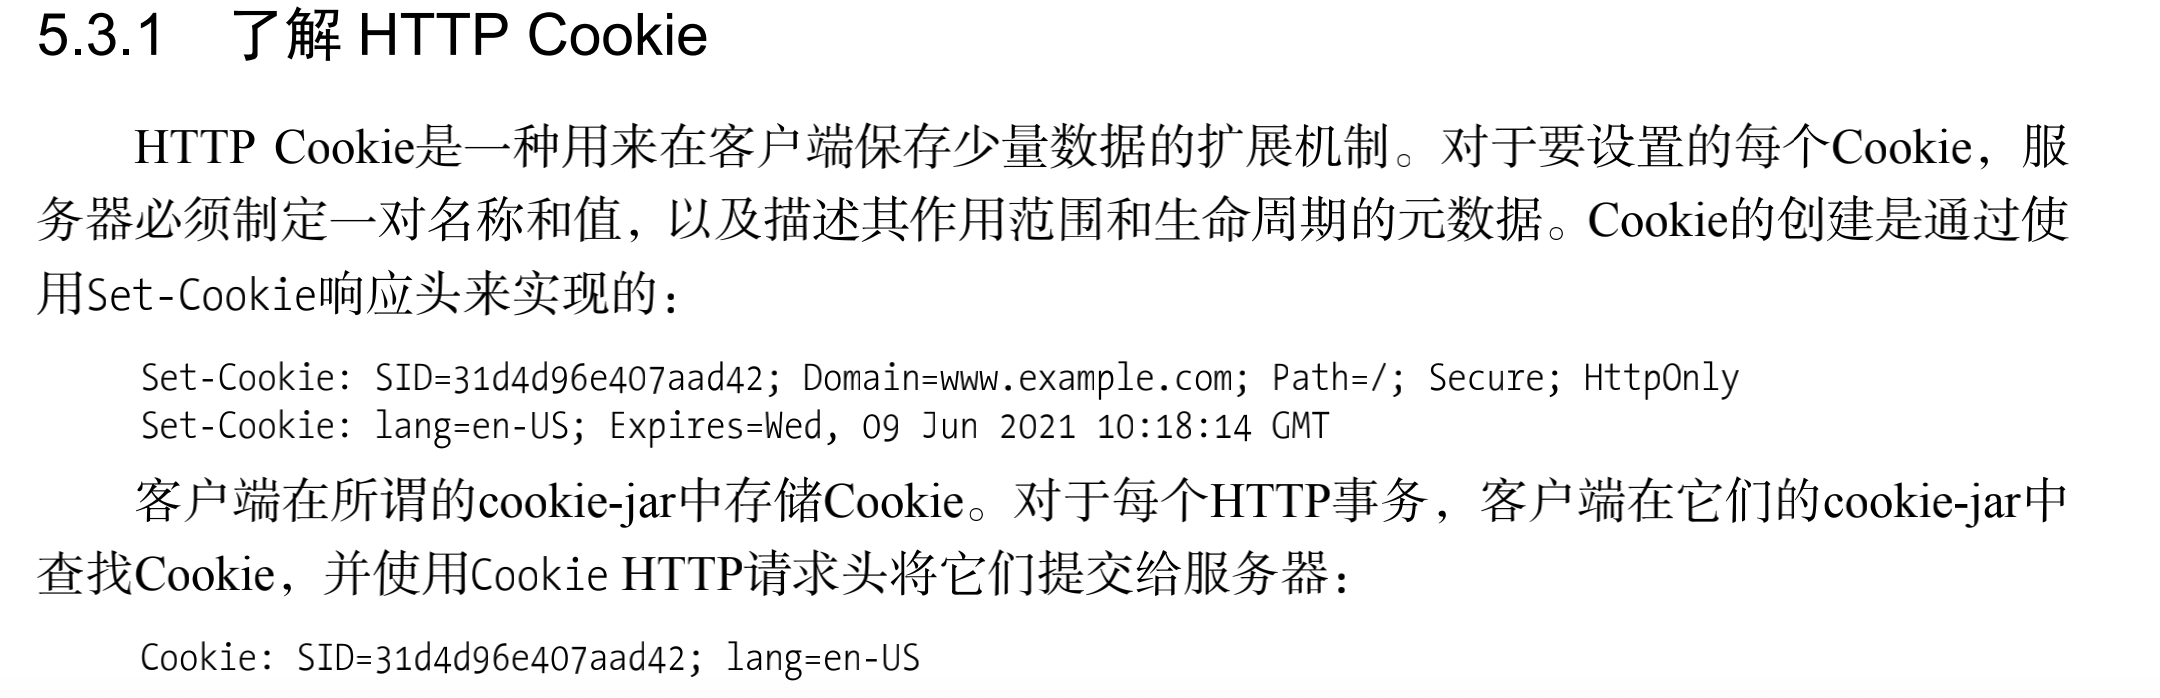 5.3.1 了解 HTTP Cookie
HTTP Cookie是一种用来在客户端保存少量数据的扩展机制。对于要设置的每个Cookie，服
务器必须制定一对名称和值，以及描述其作用范围和生命周期的元数据。Cookie的创建是通过使
用Set-Cookie响应头来实现的：
Set-Cookie: SID=31d4d96e407aad42; Domain=www.example.com; Path=/; Secure; HttpOnly
Set-Cookie: lang=en-US; Expires=Wed, 09 Jun 2021 10:18:14 GMT
客户端在所谓的cookie-jar中存储Cookie。对于每个HTTP事务，客户端在它们的cookie-jar中
查找Cookie，并使用Cookie HTTP请求头将它们提交给服务器：
Cookie: SID=31d4d96e407aad42; lang=en-US